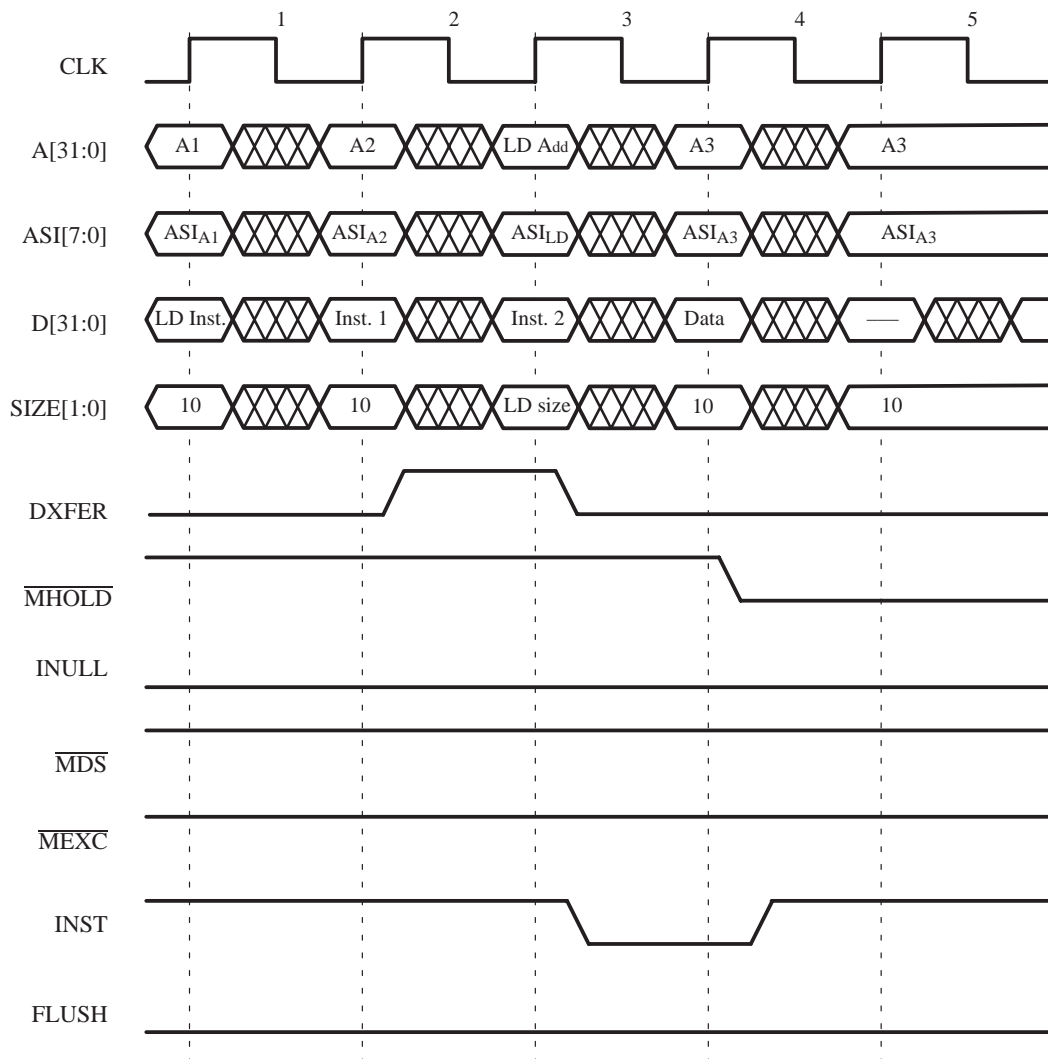 1 2 3 4 5
CLK
A[31:0] A1 A2 LD Add A3 A3
ASI[7:0] ASIA1 ASIA2 ASILD ASIA3 ASIA3
D[31:0] LD Inst. Inst. 1 Inst. 2 Data —
SIZE[1:0] 10 10 LD size 10 10
DXFER
MHOLD
INULL
MDS
MEXC
INST
FLUSH